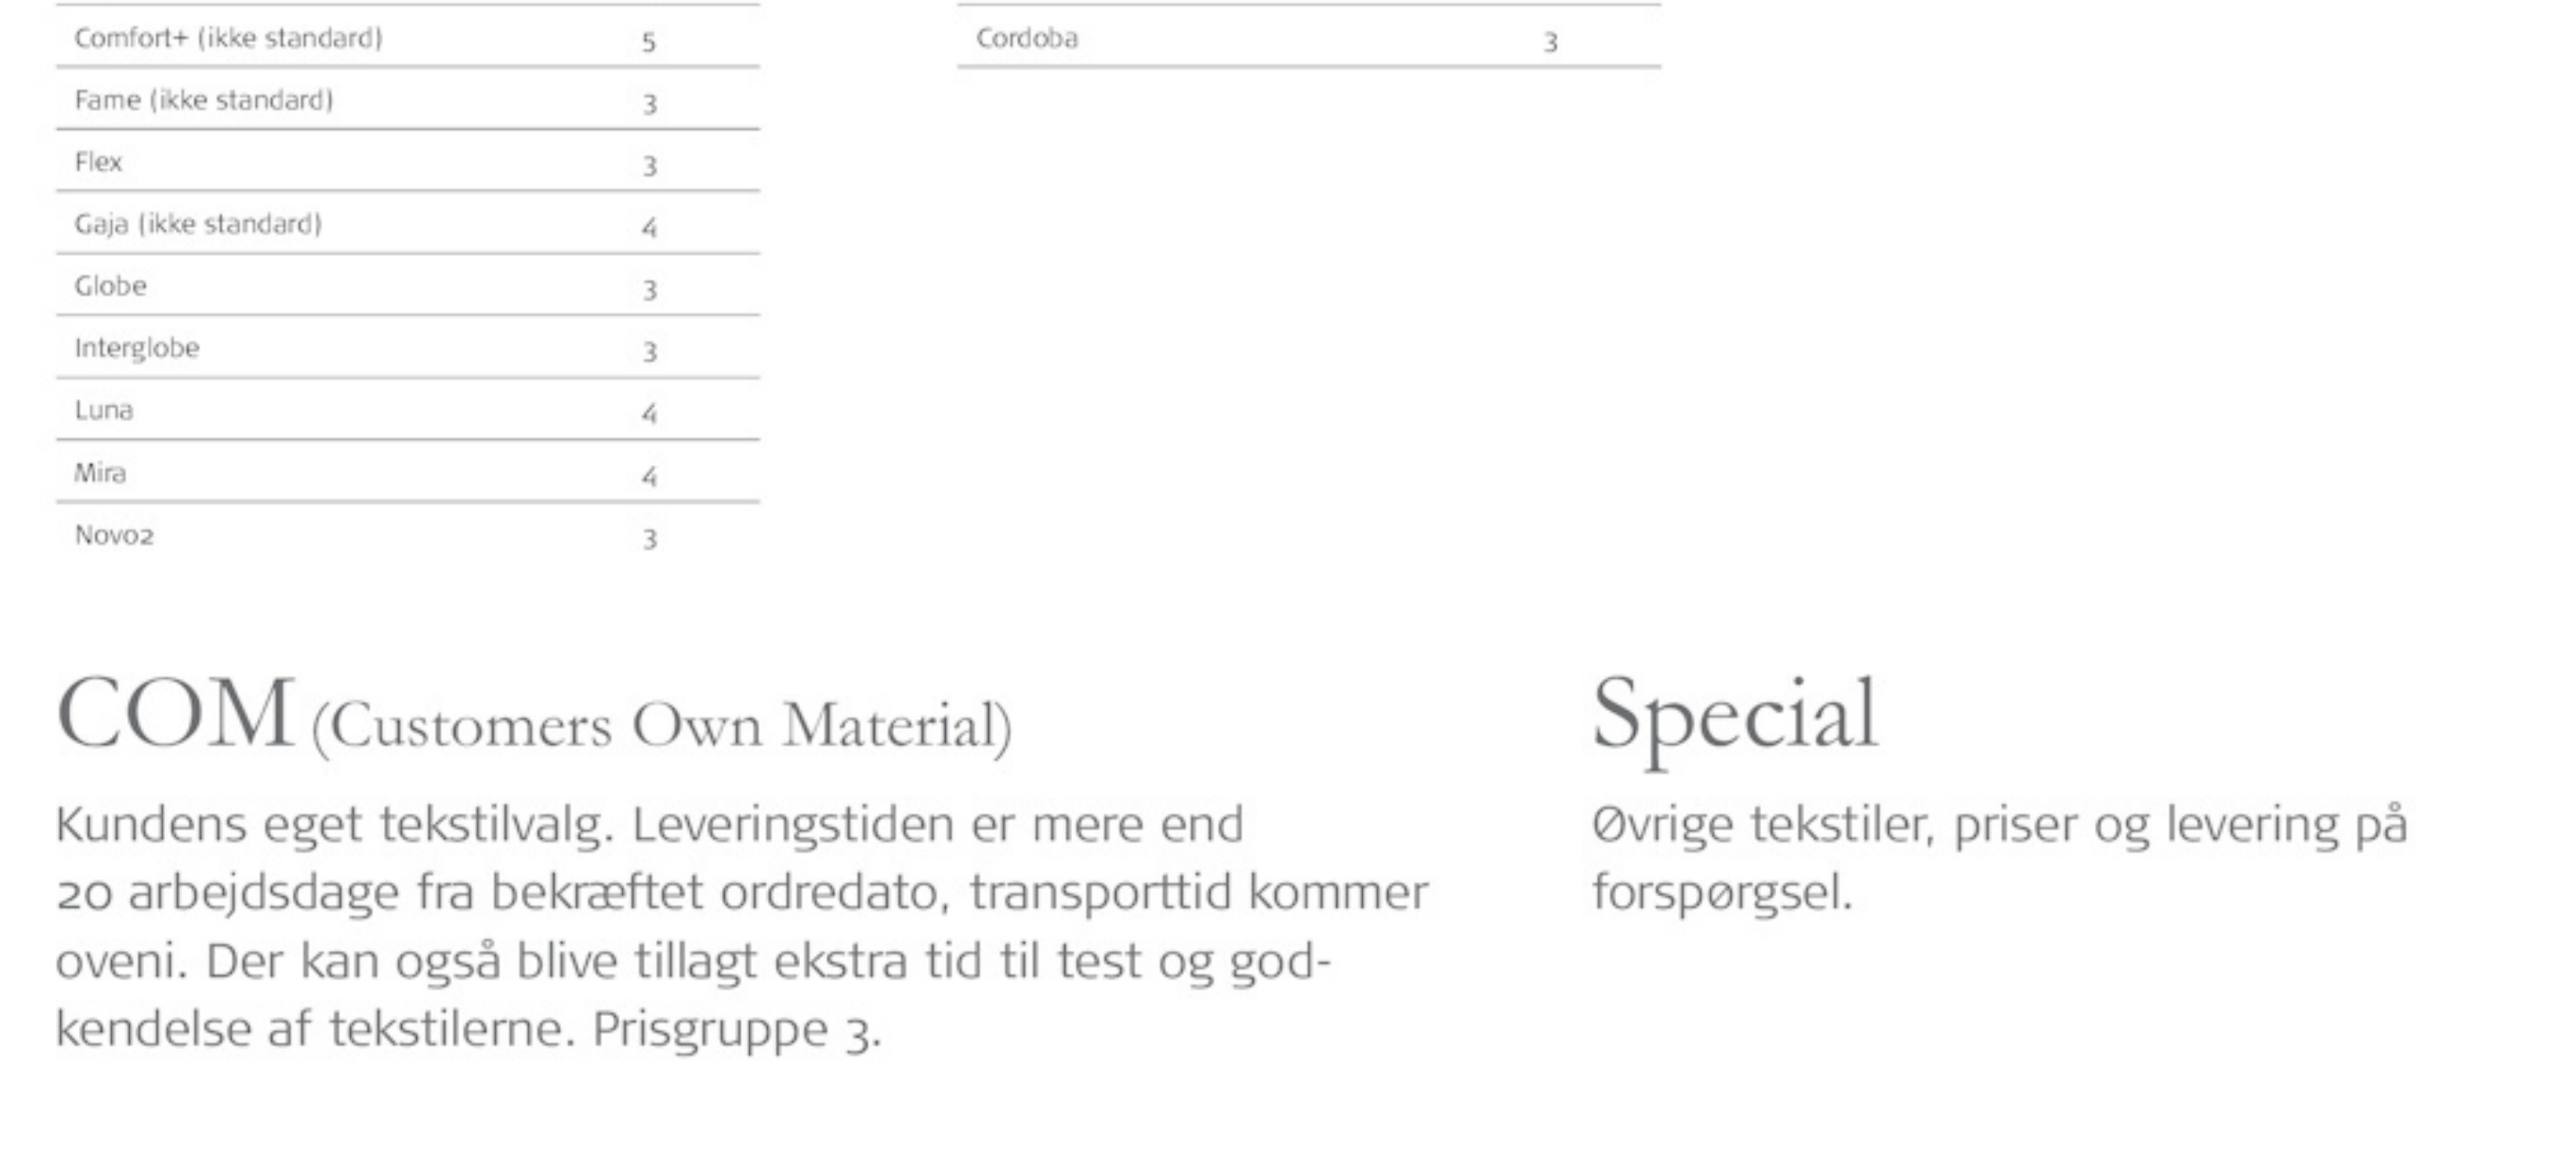 Comfort+ (ikke standard) 5
Fame (ikke standard) 3
Flex 3
Gaja (ikke standard) 4
Globe 3
Interglobe 3
Luna 4
Mira 4
Novo2 3
Cordoba 3
COM (Customers Own Material)
Kundens eget tekstilvalg. Leveringstiden er mere end
20 arbejdsdage fra bekræftet ordredato, transporttid kommer
oveni. Der kan også blive tillagt ekstra tid til test og god-
kendelse af tekstilerne. Prisgruppe 3.
Special
Øvrige tekstiler, priser og levering på
forspørgsel.